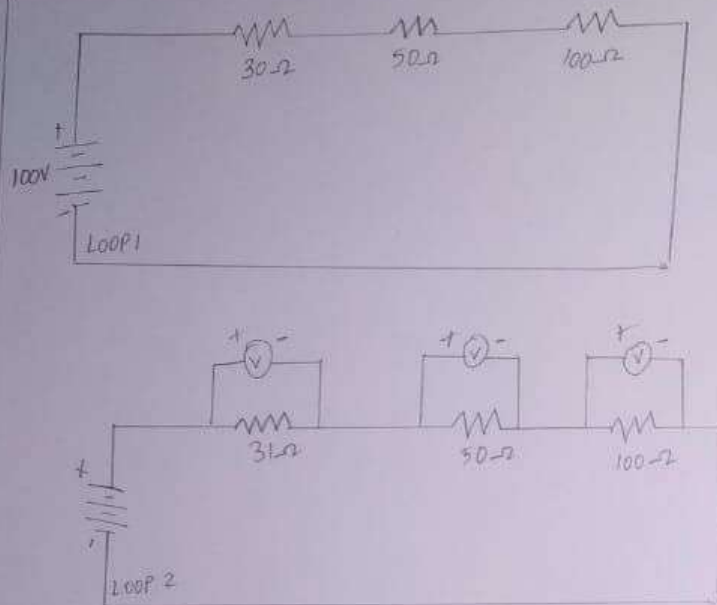 30Ω 50Ω 100Ω
+
100V
-
LOOP 1
+ V - + V - + V -
31Ω 50Ω 100Ω
+
-
LOOP 2